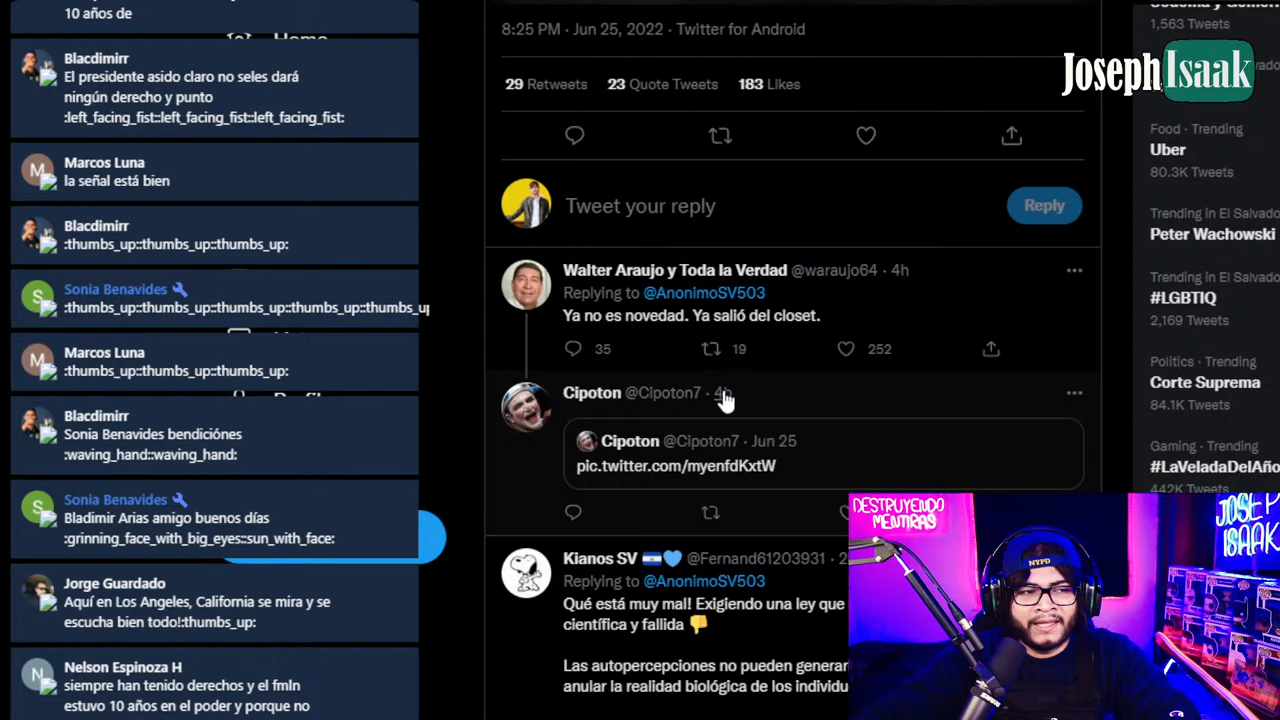 10 años de
Blacdimirr
El presidente asido claro no seles dará
ningún derecho y punto
:left_facing_fist::left_facing_fist::left_facing_fist:
Marcos Luna
la señal está bien
Blacdimirr
:thumbs_up::thumbs_up::thumbs_up:
Sonia Benavides
:thumbs_up::thumbs_up::thumbs_up::thumbs_up::thumbs_up
Marcos Luna
:thumbs_up::thumbs_up::thumbs_up:
Blacdimirr
Sonia Benavides bendiciónes
:waving_hand::waving_hand:
Sonia Benavides
Bladimir Arias amigo buenos días
:grinning_face_with_big_eyes::sun_with_face:
Jorge Guardado
Aquí en Los Angeles, California se mira y se
escucha bien todo!:thumbs_up:
Nelson Espinoza H
siempre han tenido derechos y el fmln
estuvo 10 años en el poder y porque no
8:25 PM · Jun 25, 2022 · Twitter for Android
29 Retweets 23 Quote Tweets 183 Likes
Tweet your reply
Reply
Walter Araujo y Toda la Verdad @waraujo64 · 4h
Replying to @AnonimoSV503
Ya no es novedad. Ya salió del closet.
35 19 252
Cipoton @Cipoton7 · 4h
Cipoton @Cipoton7 · Jun 25
pic.twitter.com/myenfdKxtW
Kianos SV @Fernand61203931 · 2
Replying to @AnonimoSV503
Qué está muy mal! Exigiendo una ley que
científica y fallida
Las autopercepciones no pueden generar
anular la realidad biológica de los individu
1,563 Tweets
Joseph Isaak
Food · Trending
Uber
80.3K Tweets
Trending in El Salvado
Peter Wachowski
Trending in El Salvado
#LGBTIQ
2,169 Tweets
Politics · Trending
Corte Suprema
84.1K Tweets
Gaming · Trending
#LaVeladaDelAño
442K Tweets
DESTRUYENDO
MENTIRAS
NYPD
JOSEP
ISAAK